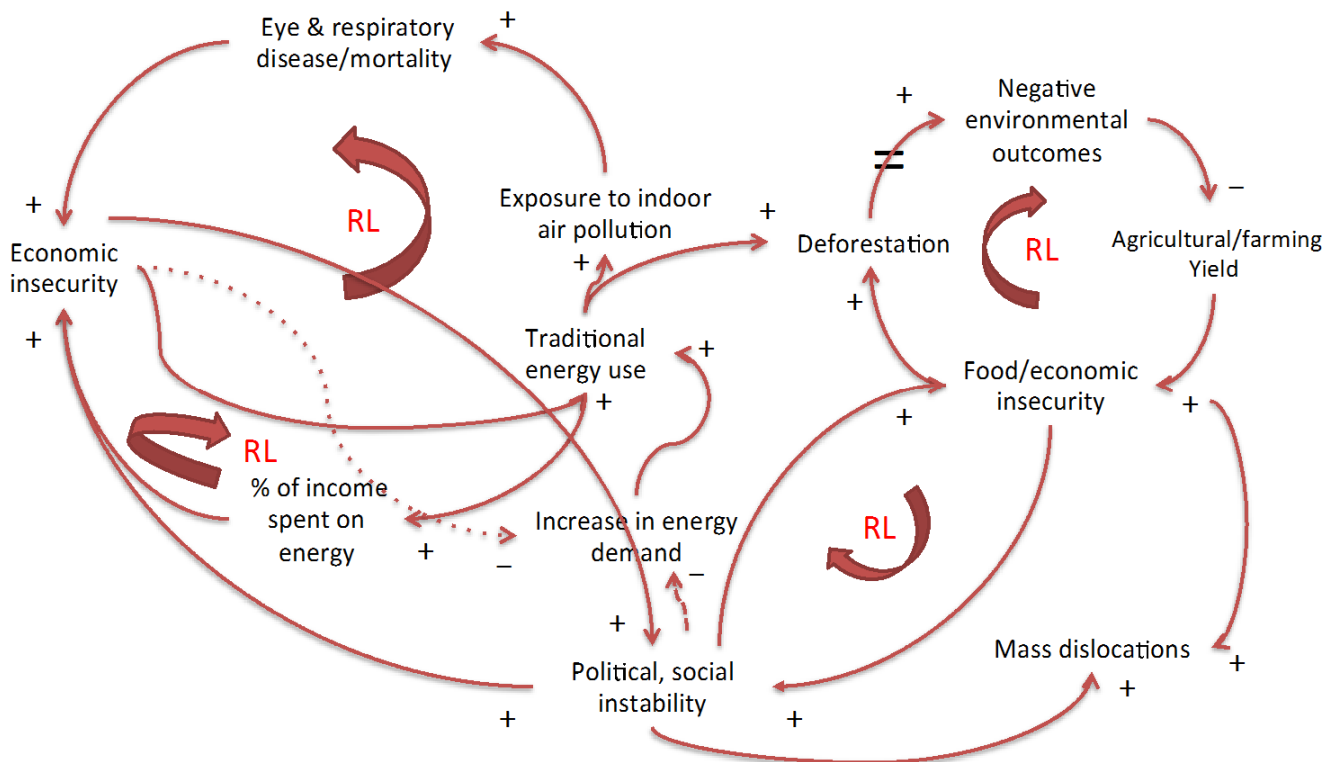 Eye & respiratory
disease/mortality
+
Negative
environmental
outcomes
+
=
–
Exposure to indoor
air pollution
+
+
RL
Deforestation
RL
Agricultural/farming
Yield
+
Economic
insecurity
+
+
Traditional
energy use
+
+
Food/economic
insecurity
+
+
RL
% of income
spent on
energy
+
–
Increase in energy
demand
–
RL
+
Political, social
instability
+
+
Mass dislocations
+
+